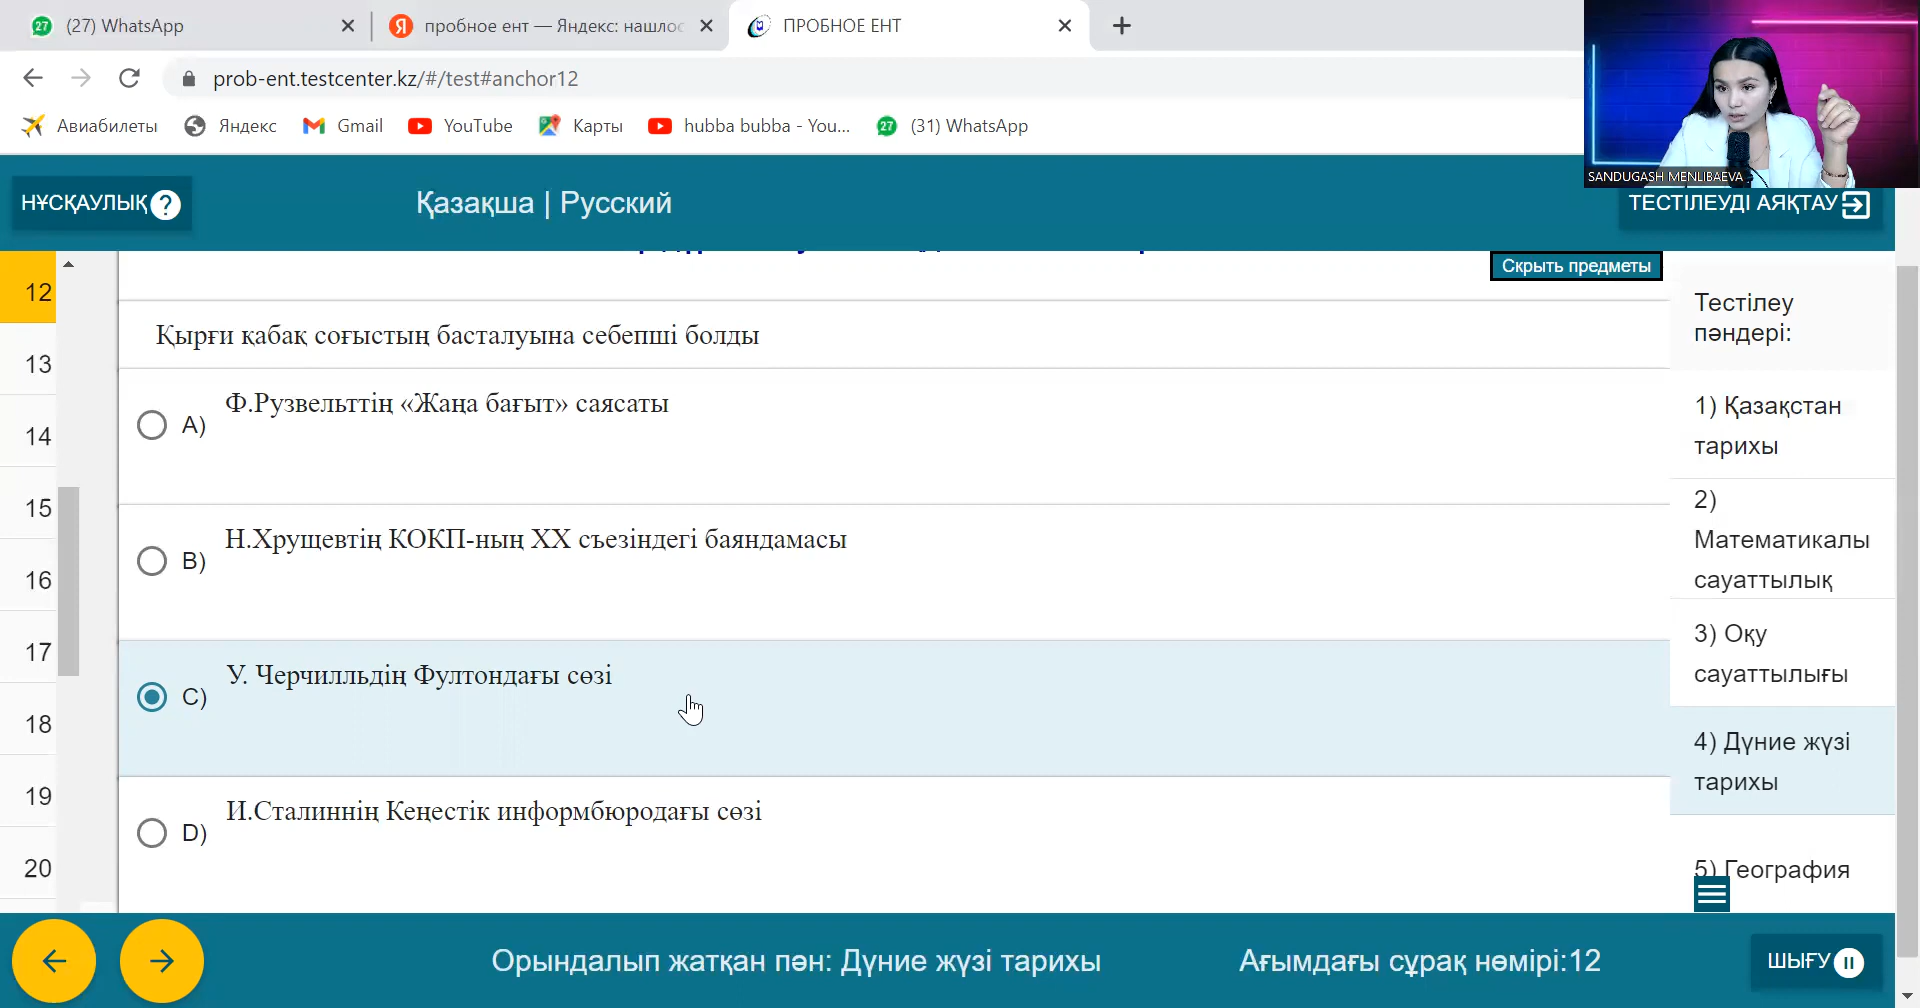 (27) WhatsApp
пробное ент — Яндекс: нашлос
ПРОБНОЕ ЕНТ
prob-ent.testcenter.kz/#/test#anchor12
Авиабилеты
Яндекс
Gmail
YouTube
Карты
hubba bubba - You...
27
(31) WhatsApp
SANDUGASH MENLIBAEVA
НҰСҚАУЛЫҚ ?
Қазақша | Русский
ТЕСТІЛЕУДІ АЯҚТАУ
Скрыть предметы
12
13
14
15
16
17
18
19
20
Қырғи қабақ соғыстың басталуына себепші болды
A) Ф.Рузвельттің «Жаңа бағыт» саясаты
B) Н.Хрущевтің КОКП-ның ХХ съезіндегі баяндамасы
C) У. Черчилльдің Фултондағы сөзі
D) И.Сталиннің Кеңестік информбюродағы сөзі
Тестілеу
пәндері:
1) Қазақстан
тарихы
2)
Математикалы
сауаттылық
3) Оқу
сауаттылығы
4) Дүние жүзі
тарихы
5) География
Орындалып жатқан пән: Дүние жүзі тарихы
Ағымдағы сұрақ нөмірі:12
ШЫҒУ